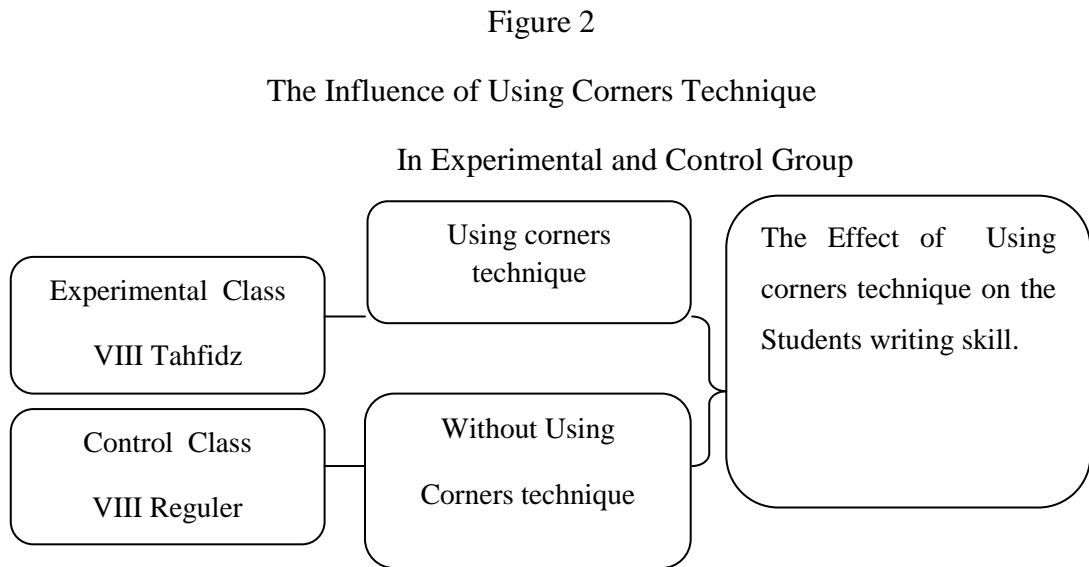 Figure 2
The Influence of Using Corners Technique
In Experimental and Control Group
Experimental Class
VIII Tahfidz
Using corners
technique
Control Class
VIII Reguler
Without Using
Corners technique
The Effect of Using
corners technique on the
Students writing skill.